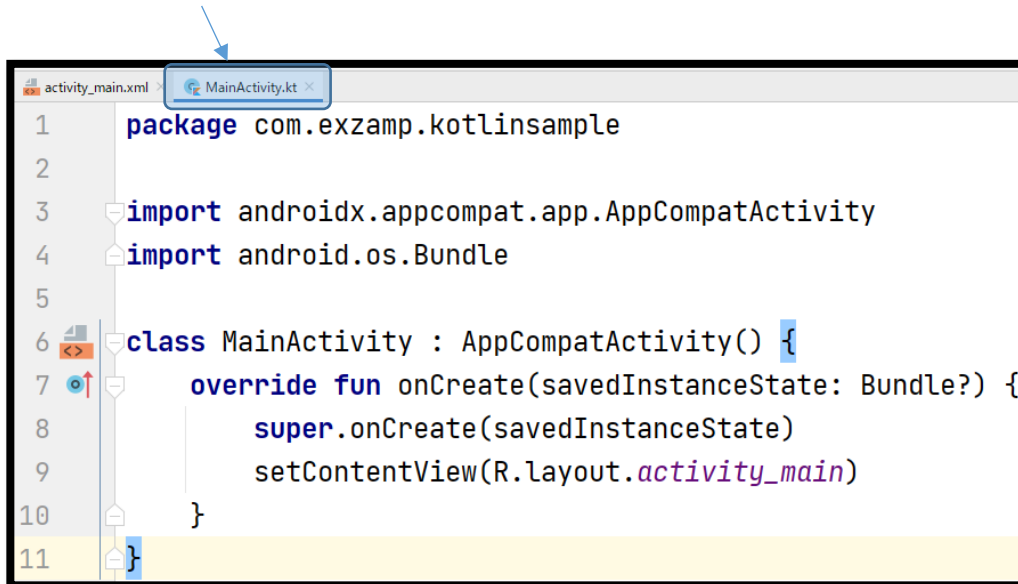 activity_main.xml × MainActivity.kt ×
1 package com.exzamp.kotlinsample
2
3 import androidx.appcompat.app.AppCompatActivity
4 import android.os.Bundle
5
6 <> class MainActivity : AppCompatActivity() {
7 override fun onCreate(savedInstanceState: Bundle?) {
8 super.onCreate(savedInstanceState)
9 setContentView(R.layout.activity_main)
10 }
11 }